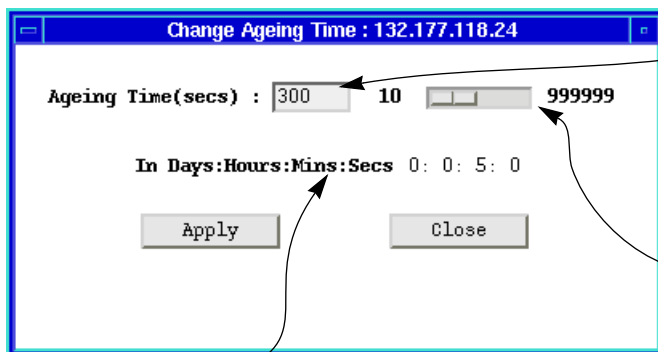 Change Ageing Time : 132.177.118.24
Ageing Time(secs) : 300 10 999999
In Days:Hours:Mins:Secs 0: 0: 5: 0
Apply Close